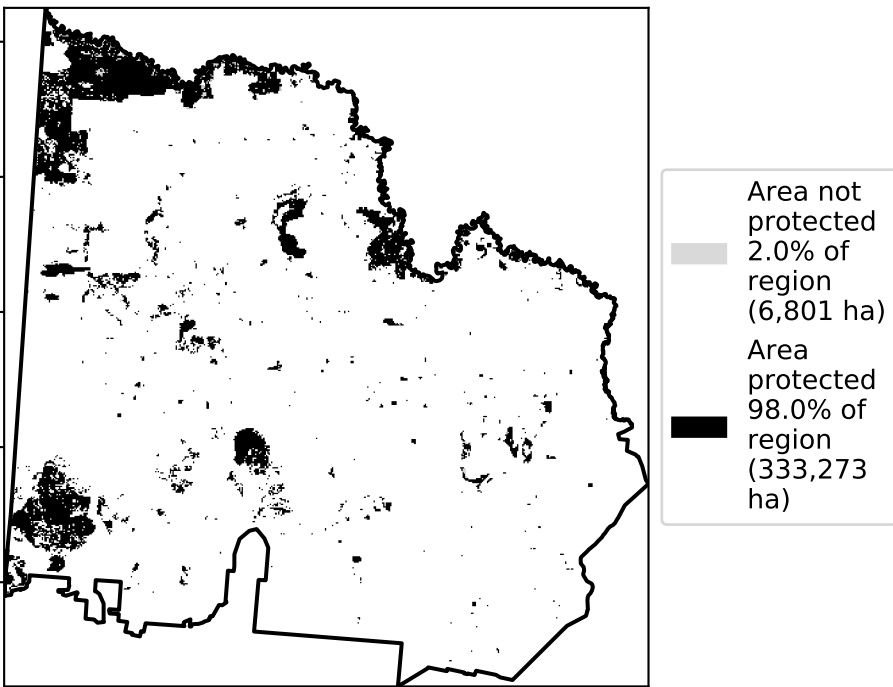 Area not
protected
2.0% of
region
(6,801 ha)
Area
protected
98.0% of
region
(333,273
ha)